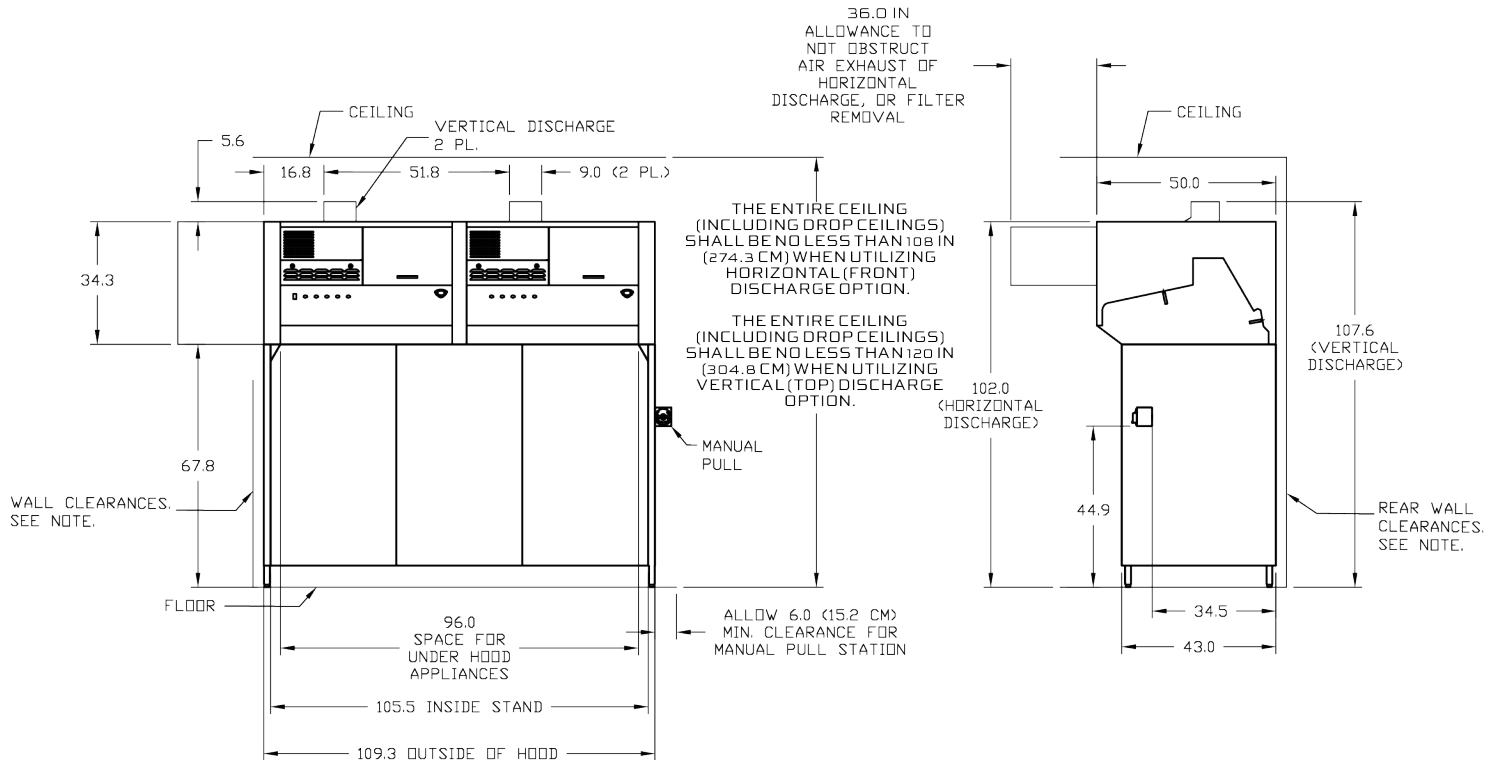 36.0 IN
ALLOWANCE TO
NOT OBSTRUCT
AIR EXHAUST OF
HORIZONTAL
DISCHARGE, OR FILTER
REMOVAL
CEILING
VERTICAL DISCHARGE
2 PL.
5.6
16.8
51.8
9.0 (2 PL.)
CEILING
50.0
THE ENTIRE CEILING
(INCLUDING DROP CEILINGS)
SHALL BE NO LESS THAN 108 IN
(274.3 CM) WHEN UTILIZING
HORIZONTAL (FRONT)
DISCHARGE OPTION.
THE ENTIRE CEILING
(INCLUDING DROP CEILINGS)
SHALL BE NO LESS THAN 120 IN
(304.8 CM) WHEN UTILIZING
VERTICAL (TOP) DISCHARGE
OPTION.
34.3
107.6
(VERTICAL
DISCHARGE)
102.0
(HORIZONTAL
DISCHARGE)
MANUAL
PULL
67.8
WALL CLEARANCES.
SEE NOTE.
44.9
REAR WALL
CLEARANCES.
SEE NOTE.
FLOOR
96.0
SPACE FOR
UNDER HOOD
APPLIANCES
ALLOW 6.0 (15.2 CM)
MIN. CLEARANCE FOR
MANUAL PULL STATION
34.5
43.0
105.5 INSIDE STAND
109.3 OUTSIDE OF HOOD